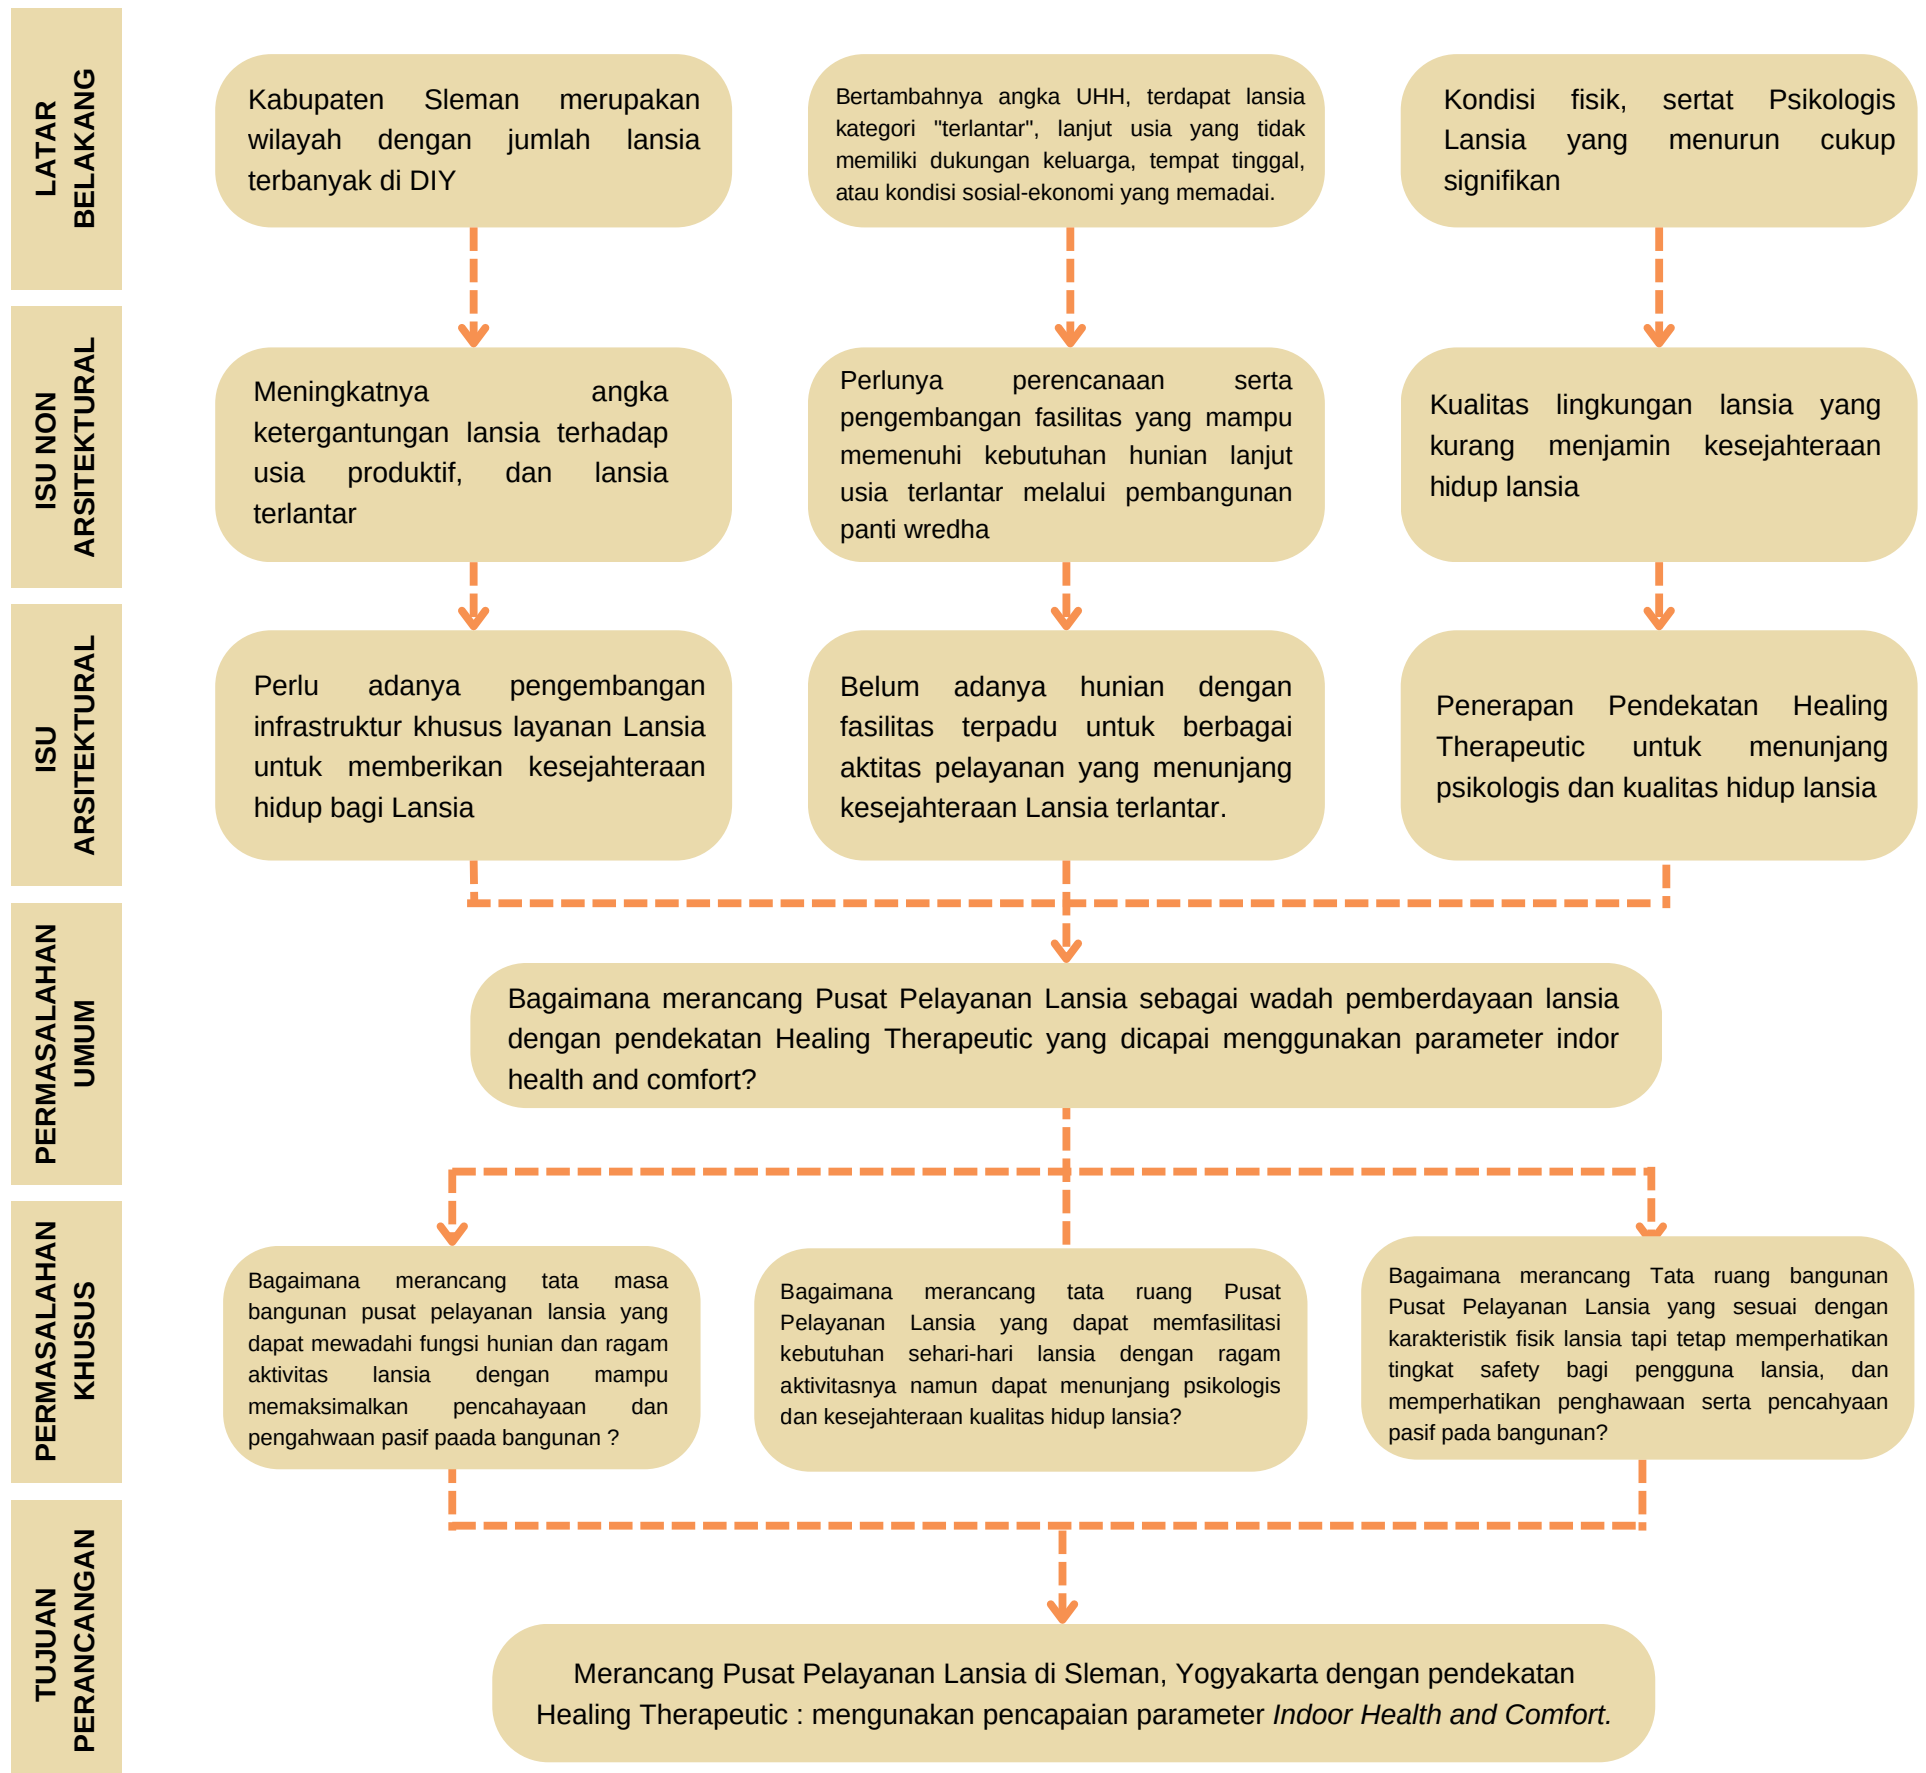 LATAR
BELAKANG
Kabupaten Sleman merupakan
wilayah dengan jumlah lansia
terbanyak di DIY
Bertambahnya angka UHH, terdapat lansia
kategori "terlantar", lanjut usia yang tidak
memiliki dukungan keluarga, tempat tinggal,
atau kondisi sosial-ekonomi yang memadai.
Kondisi fisik, sertat Psikologis
Lansia yang menurun cukup
signifikan
ISU NON
ARSITEKTURAL
Meningkatnya angka
ketergantungan lansia terhadap
usia produktif, dan lansia
terlantar
Perlunya perencanaan serta
pengembangan fasilitas yang mampu
memenuhi kebutuhan hunian lanjut
usia terlantar melalui pembangunan
panti wredha
Kualitas lingkungan lansia yang
kurang menjamin kesejahteraan
hidup lansia
ISU
ARSITEKTURAL
Perlu adanya pengembangan
infrastruktur khusus layanan Lansia
untuk memberikan kesejahteraan
hidup bagi Lansia
Belum adanya hunian dengan
fasilitas terpadu untuk berbagai
aktitas pelayanan yang menunjang
kesejahteraan Lansia terlantar.
Penerapan Pendekatan Healing
Therapeutic untuk menunjang
psikologis dan kualitas hidup lansia
PERMASALAHAN
UMUM
Bagaimana merancang Pusat Pelayanan Lansia sebagai wadah pemberdayaan lansia
dengan pendekatan Healing Therapeutic yang dicapai menggunakan parameter indor
health and comfort?
PERMASALAHAN
KHUSUS
Bagaimana merancang tata masa
bangunan pusat pelayanan lansia yang
dapat mewadahi fungsi hunian dan ragam
aktivitas lansia dengan mampu
memaksimalkan pencahayaan dan
pengahwaan pasif paada bangunan ?
Bagaimana merancang tata ruang Pusat
Pelayanan Lansia yang dapat memfasilitasi
kebutuhan sehari-hari lansia dengan ragam
aktivitasnya namun dapat menunjang psikologis
dan kesejahteraan kualitas hidup lansia?
Bagaimana merancang Tata ruang bangunan
Pusat Pelayanan Lansia yang sesuai dengan
karakteristik fisik lansia tapi tetap memperhatikan
tingkat safety bagi pengguna lansia, dan
memperhatikan penghawaan serta pencahyaan
pasif pada bangunan?
TUJUAN
PERANCANGAN
Merancang Pusat Pelayanan Lansia di Sleman, Yogyakarta dengan pendekatan
Healing Therapeutic : mengunakan pencapaian parameter Indoor Health and Comfort.